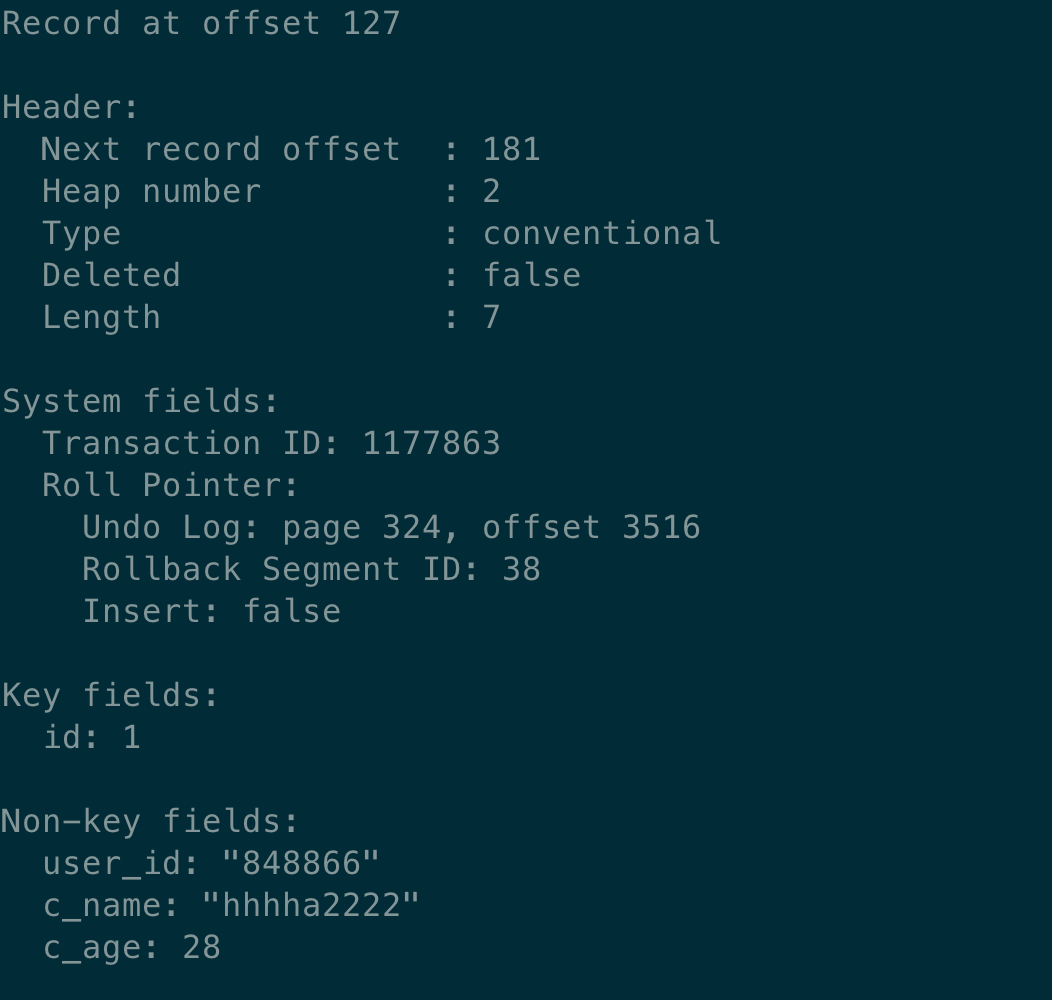 Record at offset 127
Header:
Next record offset : 181
Heap number : 2
Type : conventional
Deleted : false
Length : 7
System fields:
Transaction ID: 1177863
Roll Pointer:
Undo Log: page 324, offset 3516
Rollback Segment ID: 38
Insert: false
Key fields:
id: 1
Non-key fields:
user_id: "848866"
c_name: "hhhha2222"
c_age: 28